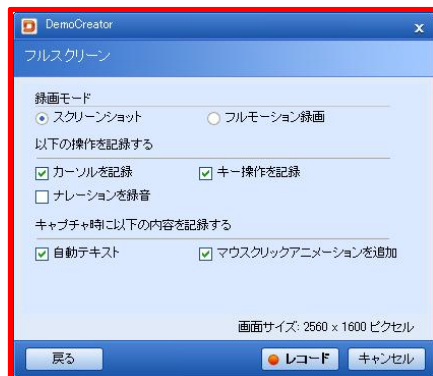 DemoCreator
フルスクリーン
録画モード
スクリーンショット フルモーション録画
以下の操作を記録する
カーソルを記録 キー操作を記録
ナレーションを録音
キャプチャ時に以下の内容を記録する
自動テキスト マウスクリックアニメーションを追加
画面サイズ: 2560 x 1600 ピクセル
戻る レコード キャンセル